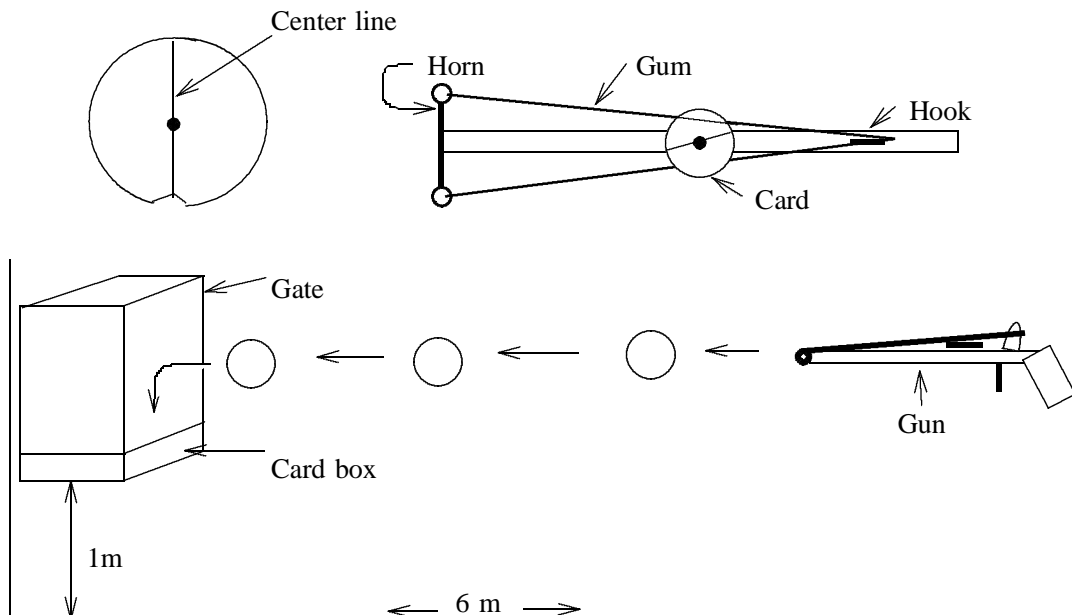 Center line
Horn
Gum
Hook
Card
Gate
Gun
Card box
1m
6 m